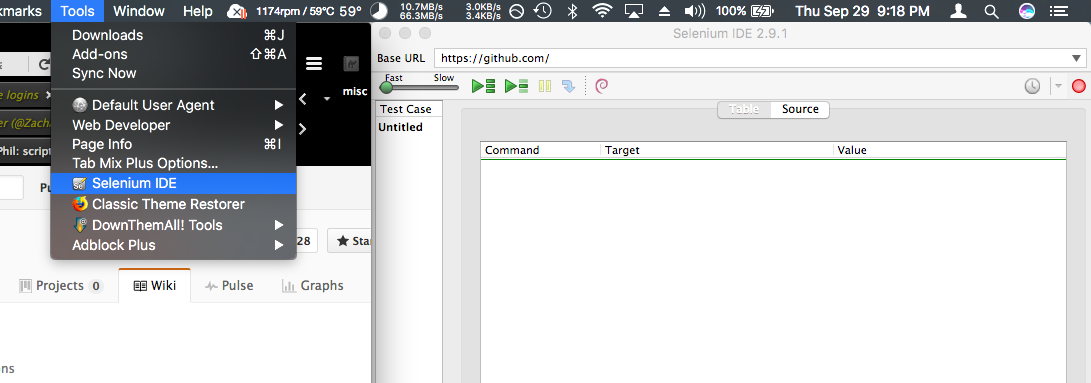 kmarks Tools Window Help 1174rpm / 59°C 59° 10.7MB/s 66.3MB/s 3.0KB/s 3.4KB/s 100% Thu Sep 29 9:18 PM
Downloads ⌘J
Add-ons ⇧⌘A
Sync Now
Default User Agent
Web Developer
Page Info ⌘I
Tab Mix Plus Options...
Selenium IDE
Classic Theme Restorer
DownThemAll! Tools
Adblock Plus
e logins
er (@Zach
Phil: script
misc
Pu
28
Star
Projects 0 Wiki Pulse Graphs
ons
Selenium IDE 2.9.1
Base URL https://github.com/
Fast Slow
Test Case
Untitled
Table Source
Command Target Value